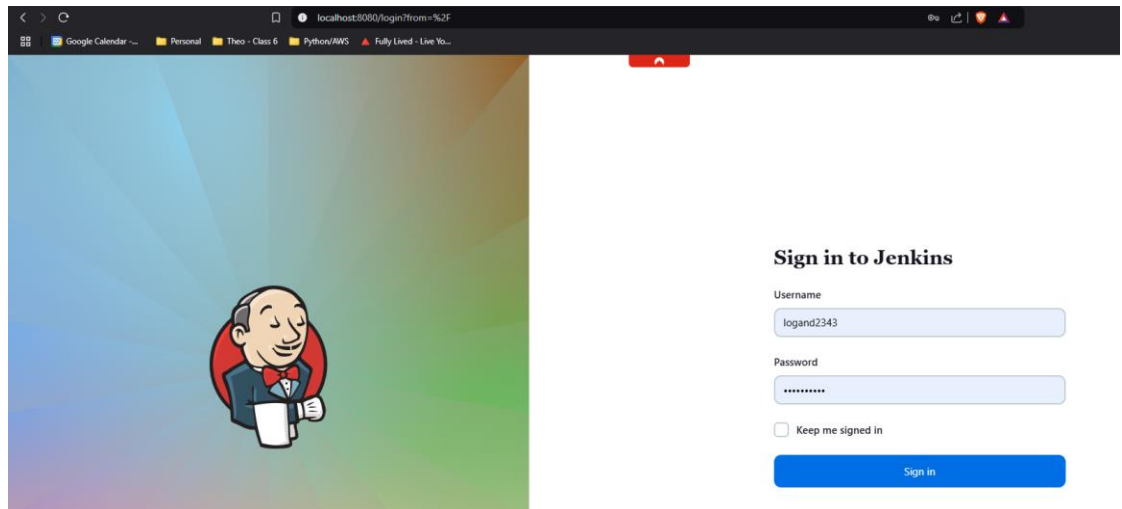 localhost:8080/login?from=%2F
Google Calendar -... Personal Theo - Class 6 Python/AWS Fully Lived - Live Yo...
Sign in to Jenkins
Username
logand2343
Password
••••••••••
Keep me signed in
Sign in